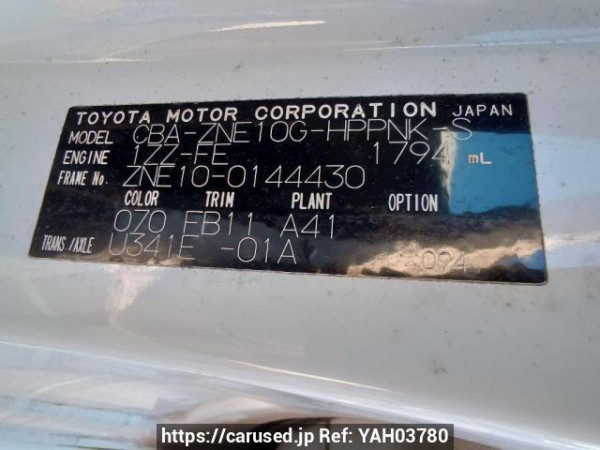 TOYOTA MOTOR CORPORATION JAPAN
MODEL CBA-ZNE10G-HPPNK-S
ENGINE 1ZZ-FE 1794 mL
FRAME No. ZNE10-0144430
COLOR TRIM PLANT OPTION
070 FB11 A41
TRANS/AXLE U341E -01A 094
https://carused.jp Ref: YAH03780